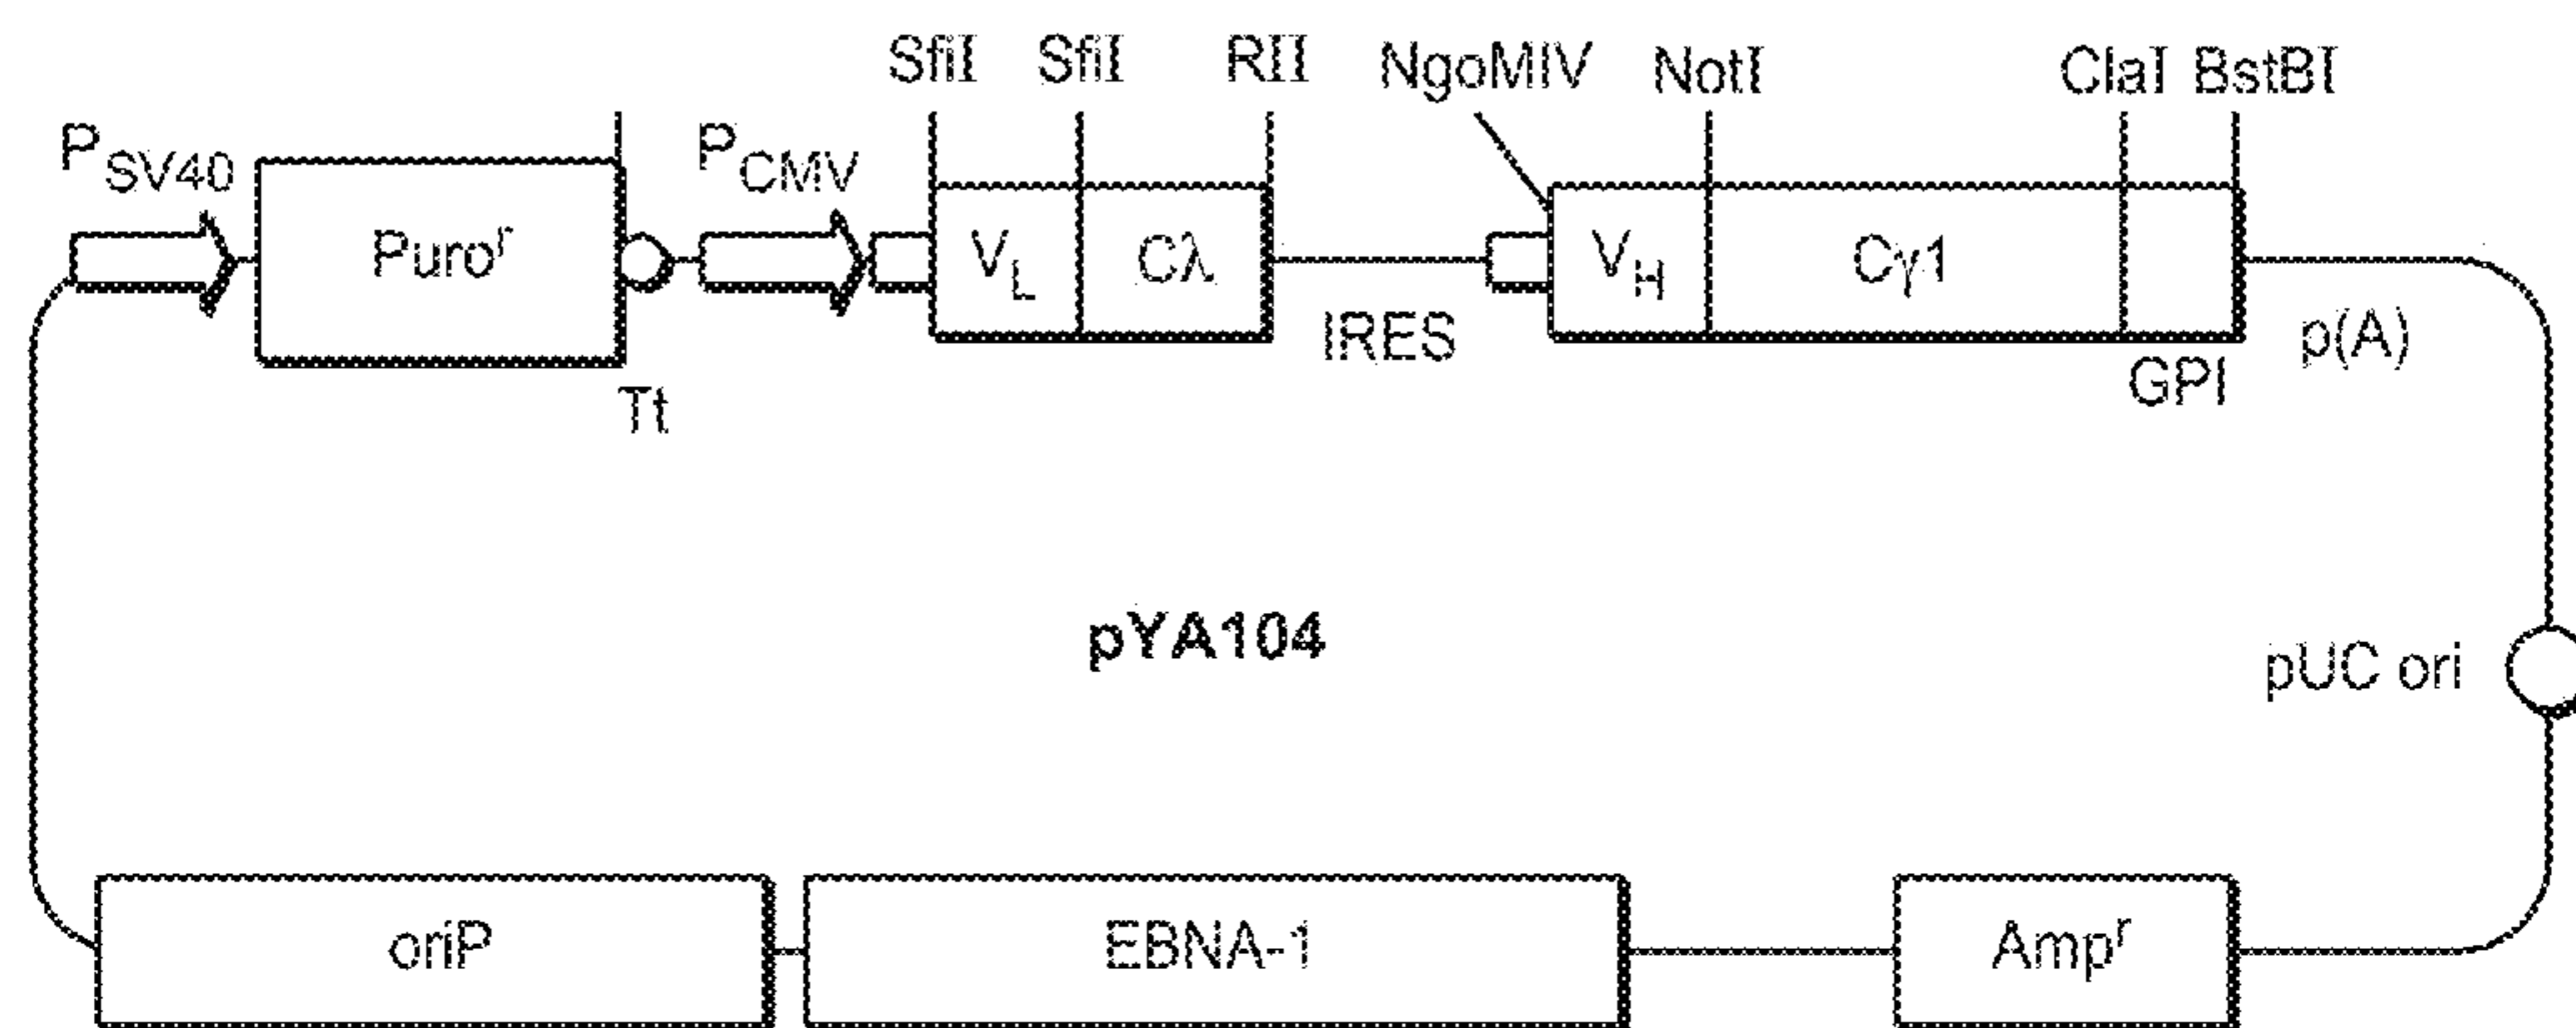 SfiI SfiI RII NgoMIV NotI ClaI BstBI
PSV40 PCMV
Puroʳ VL Cλ VH Cγ1
IRES p(A)
Tt GPI
pYA104
pUC ori
oriP EBNA-1 Ampʳ